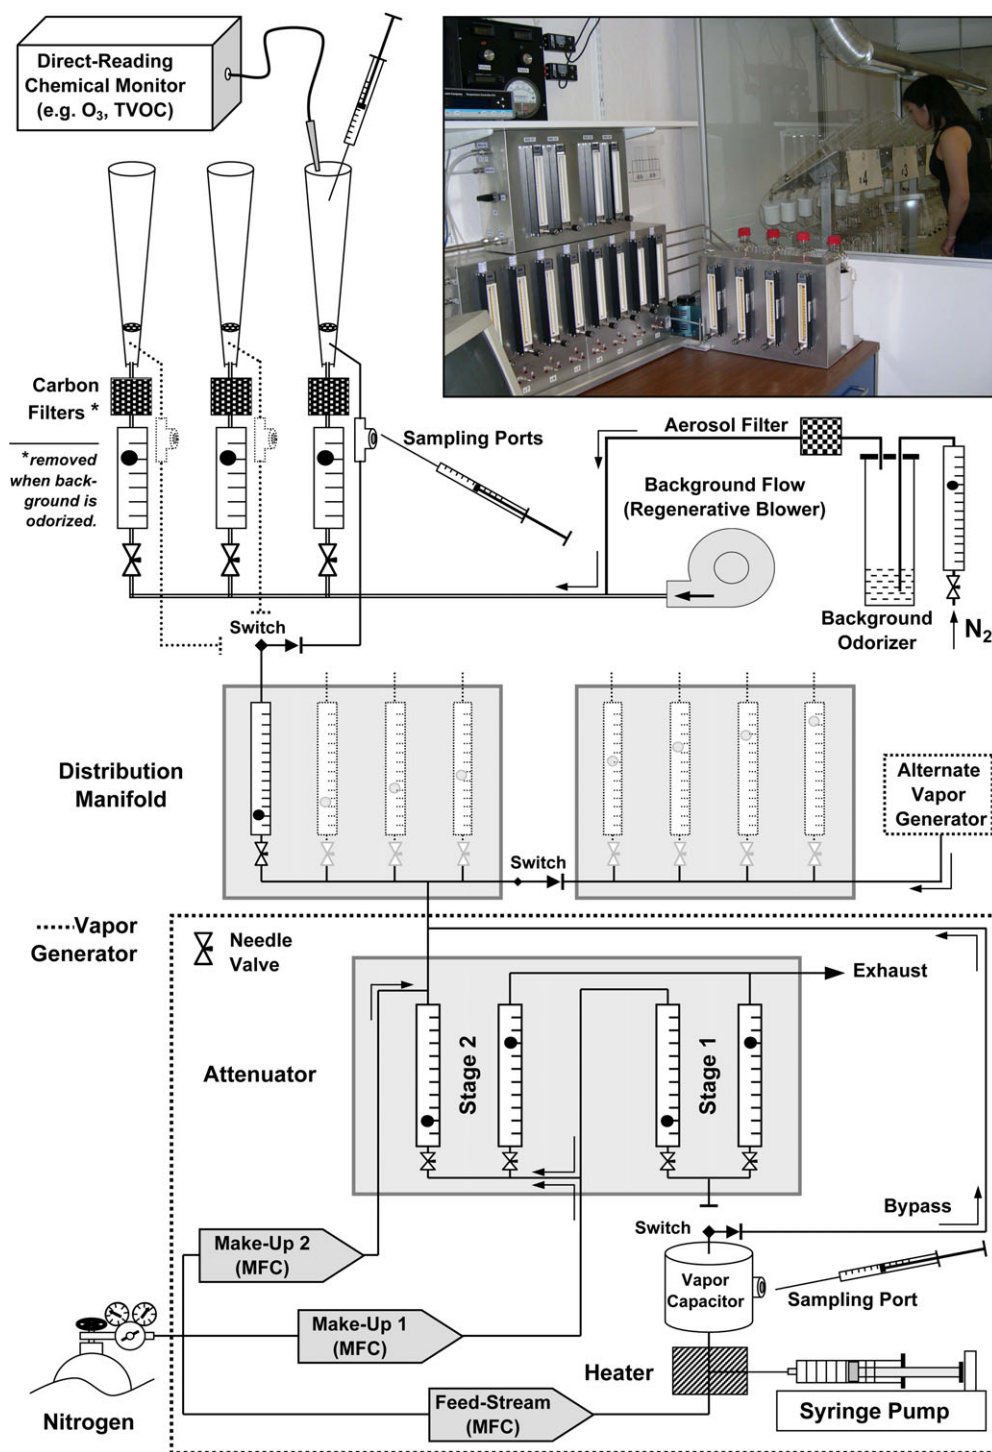 Direct-Reading
Chemical Monitor
(e.g. O₃, TVOC)
Carbon
Filters *
*removed
when back-
ground is
odorized.
Sampling Ports
Aerosol Filter
Background Flow
(Regenerative Blower)
Background
Odorizer
N₂
Switch
Distribution
Manifold
Switch
Alternate
Vapor
Generator
Vapor
Generator
Needle
Valve
Exhaust
Attenuator
Stage 2
Stage 1
Bypass
Switch
Make-Up 2
(MFC)
Vapor
Capacitor
Sampling Port
Make-Up 1
(MFC)
Heater
Nitrogen
Feed-Stream
(MFC)
Syringe Pump